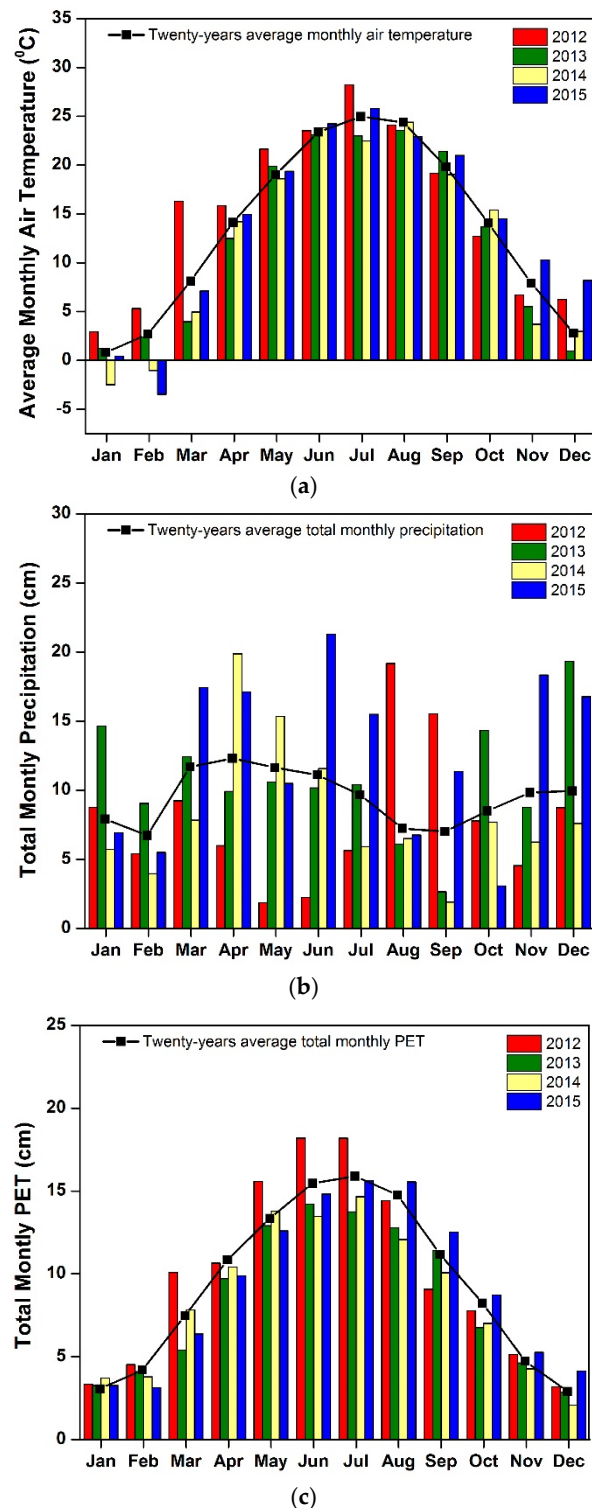 Twenty-years average monthly air temperature
2012
2013
2014
2015
Average Monthly Air Temperature (⁰C)
35
30
25
20
15
10
5
0
-5
Jan Feb Mar Apr May Jun Jul Aug Sep Oct Nov Dec
(a)
Twenty-years average total monthly precipitation
2012
2013
2014
2015
Total Montly Precipitation (cm)
30
25
20
15
10
5
0
Jan Feb Mar Apr May Jun Jul Aug Sep Oct Nov Dec
(b)
Twenty-years average total monthly PET
2012
2013
2014
2015
Total Montly PET (cm)
25
20
15
10
5
0
Jan Feb Mar Apr May Jun Jul Aug Sep Oct Nov Dec
(c)